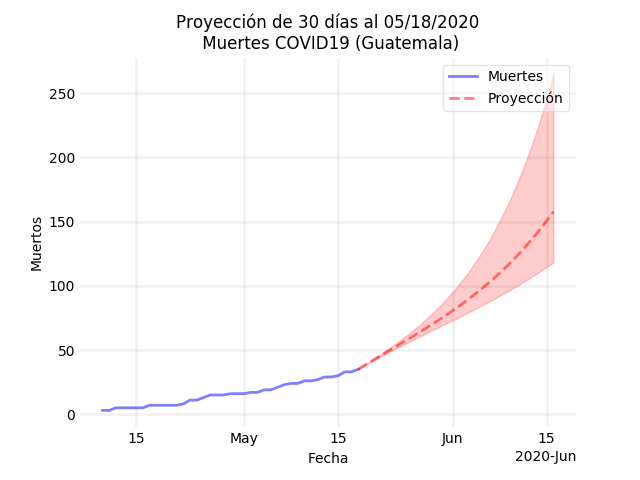 Proyección de 30 días al 05/18/2020
Muertes COVID19 (Guatemala)
Muertes
Proyección
250
200
150
100
50
0
Muertos
15
May
15
Jun
15
Fecha
2020-Jun